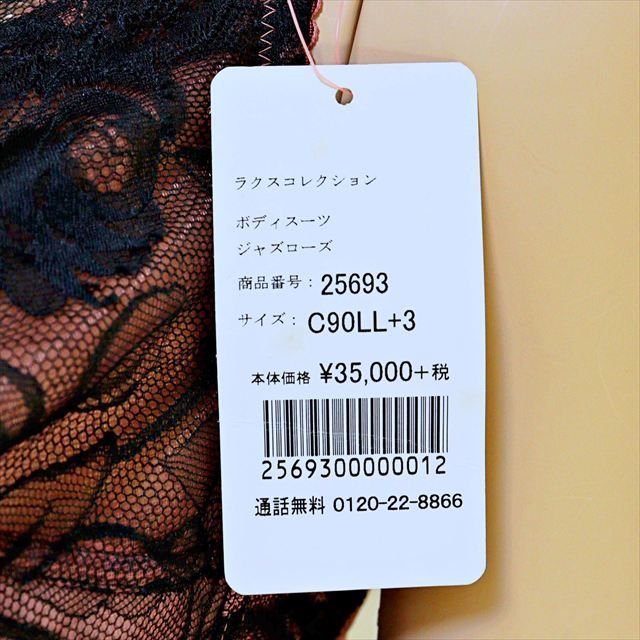 ラクスコレクション
ボディスーツ
ジャズローズ
商品番号：25693
サイズ：C90LL+3
本体価格 ¥35,000+税
2569300000012
通話無料 0120-22-8866